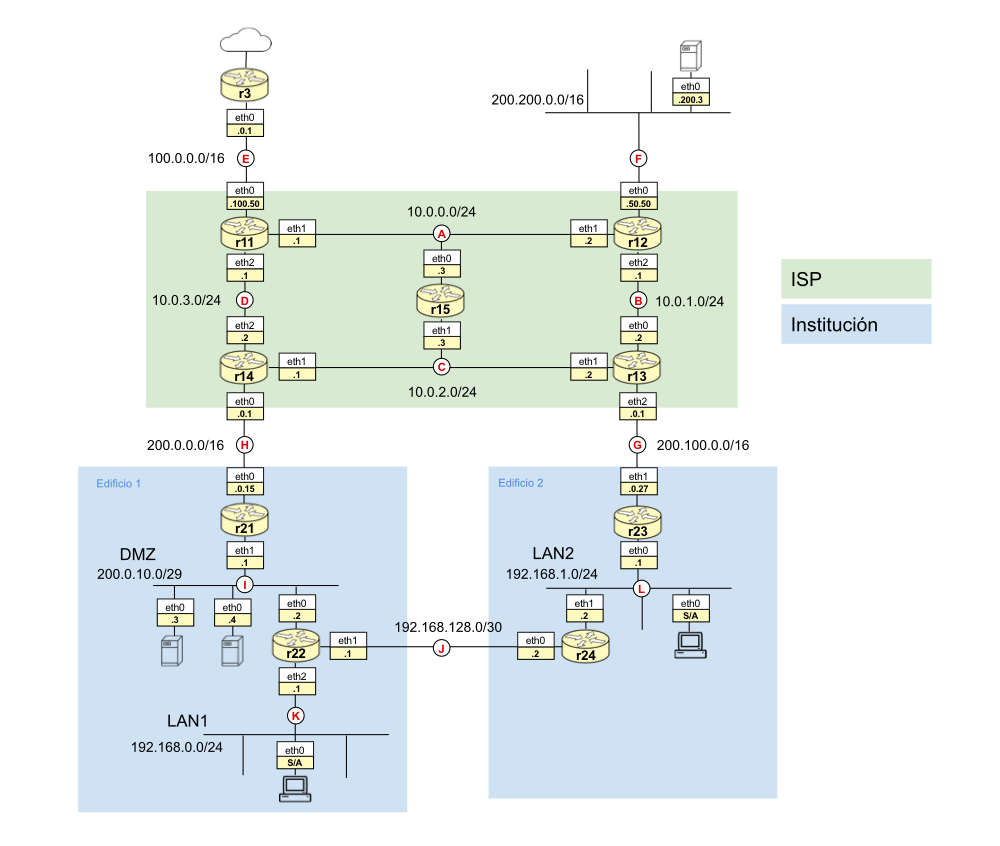 r3
eth0
.0.1
100.0.0.0/16
E
eth0
.100.50
r11
eth1
.1
eth2
.1
200.200.0.0/16
eth0
.200.3
F
eth0
.50.50
r12
eth1
.2
eth2
.1
10.0.0.0/24
A
eth0
.3
r15
eth1
.3
C
10.0.2.0/24
10.0.3.0/24
D
eth2
.2
r14
eth1
.1
eth0
.0.1
B
10.0.1.0/24
eth0
.2
r13
eth1
.2
eth2
.0.1
ISP
Institución
200.0.0.0/16
H
G
200.100.0.0/16
Edificio 1
eth0
.0.15
r21
eth1
.1
DMZ
200.0.10.0/29
I
eth0
.3
eth0
.4
eth0
.2
r22
eth1
.1
eth2
.1
K
LAN1
192.168.0.0/24
eth0
S/A
192.168.128.0/30
J
Edificio 2
eth1
.0.27
r23
eth0
.1
LAN2
192.168.1.0/24
L
eth1
.2
eth0
S/A
eth0
.2
r24